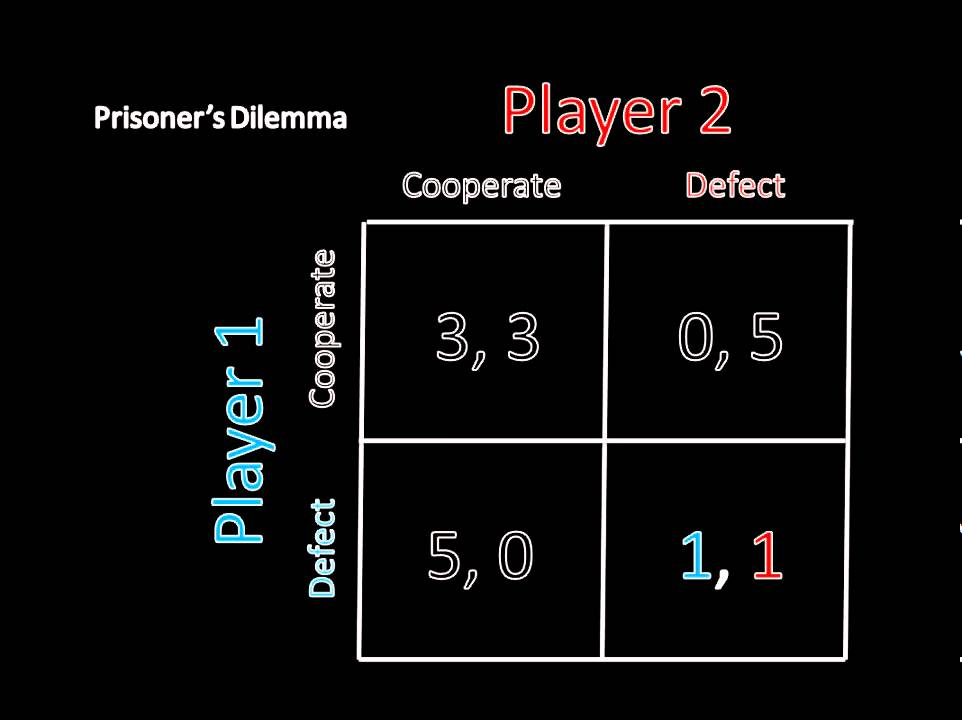 Prisoner's Dilemma
Player 2
Cooperate Defect
Player 1
Cooperate
3, 3 0, 5
Defect
5, 0 1, 1